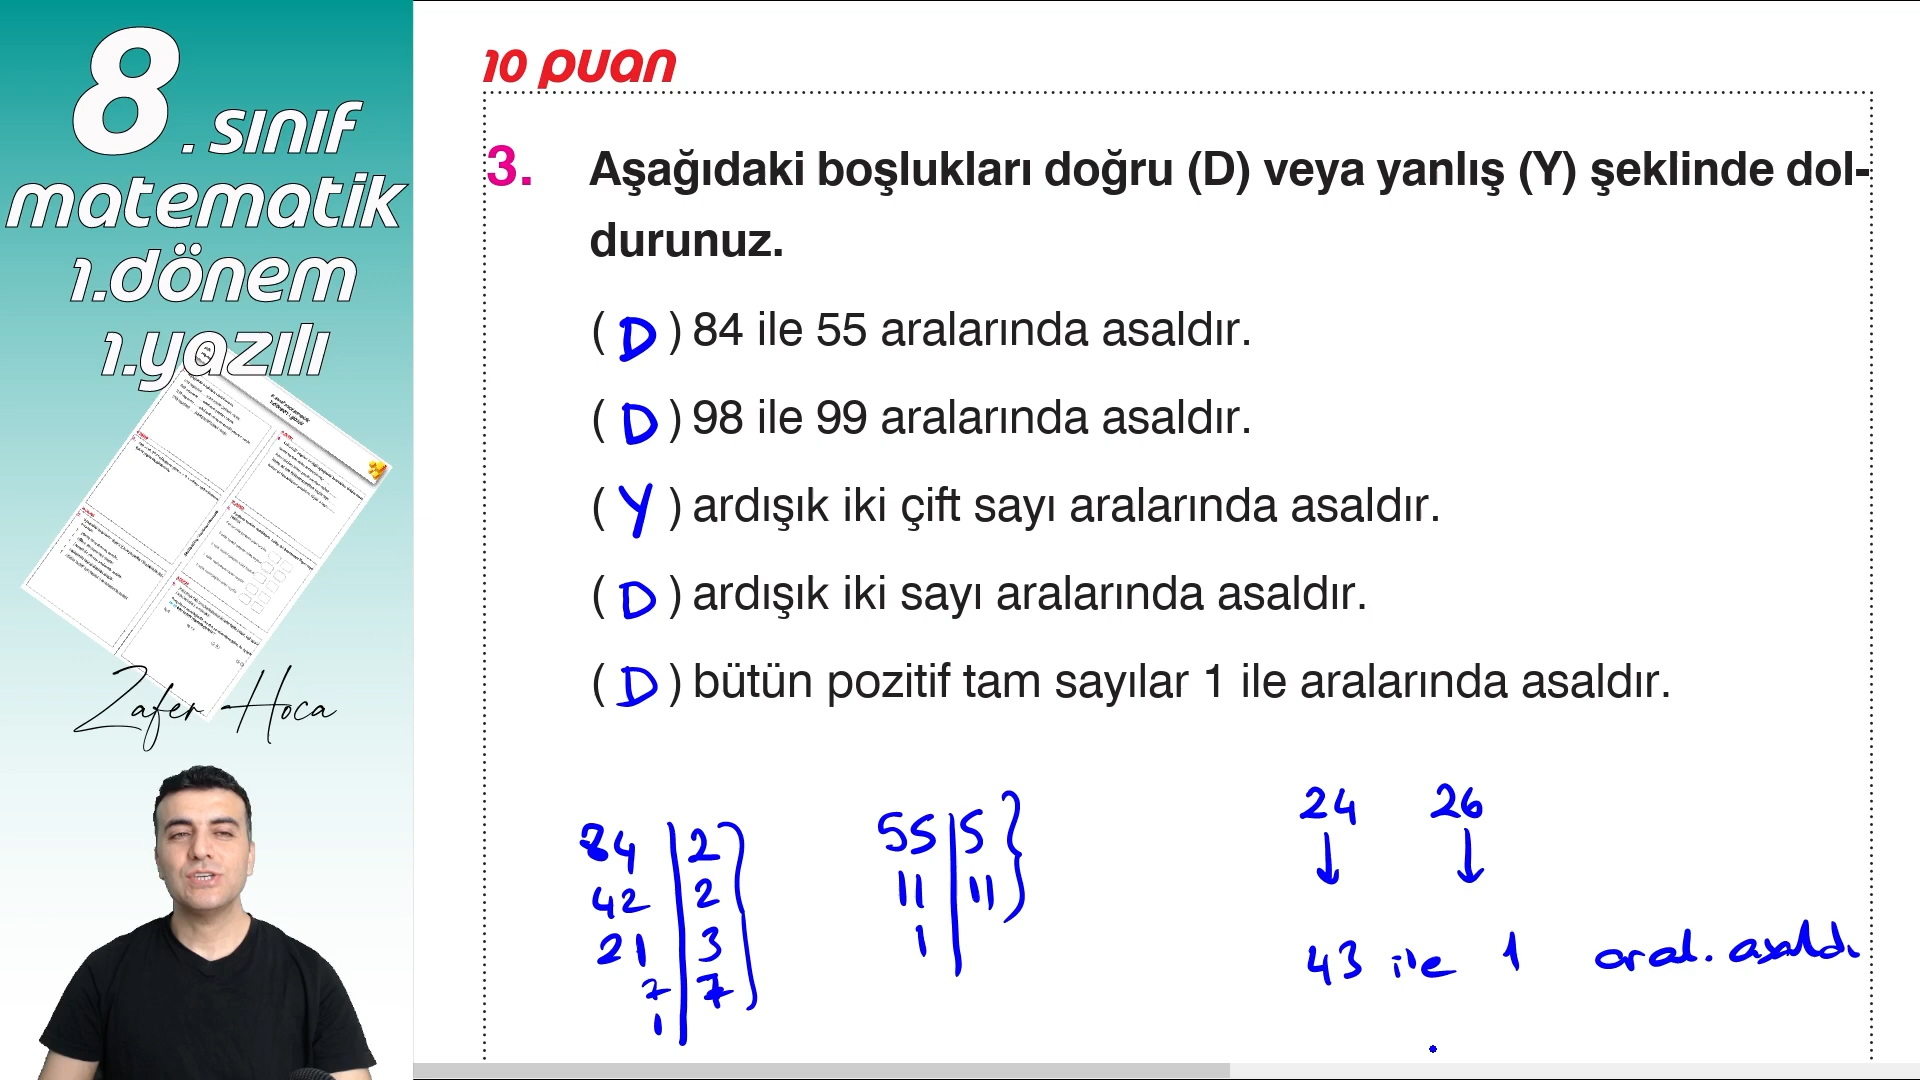 8. sınıf
matematik
1.dönem
1.yazılı
Zafer Hoca
10 puan
3. Aşağıdaki boşlukları doğru (D) veya yanlış (Y) şeklinde dol-
durunuz.
( D ) 84 ile 55 aralarında asaldır.
( D ) 98 ile 99 aralarında asaldır.
( Y ) ardışık iki çift sayı aralarında asaldır.
( D ) ardışık iki sayı aralarında asaldır.
( D ) bütün pozitif tam sayılar 1 ile aralarında asaldır.
84 2
42 2
21 3
7 7
1
55 5
11 11
1
24 26
43 ile 1 aral. asaldı.